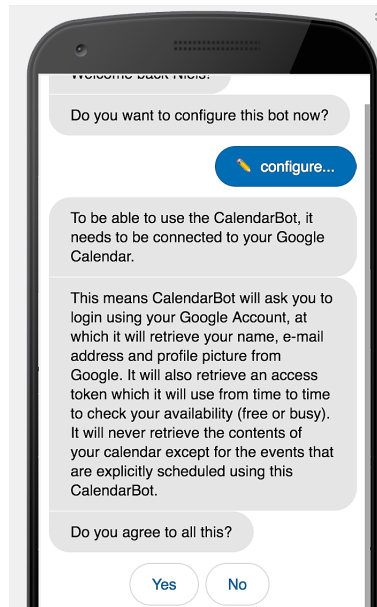 Welcome back Niels!
Do you want to configure this bot now?
✏️ configure...
To be able to use the CalendarBot, it
needs to be connected to your Google
Calendar.
This means CalendarBot will ask you to
login using your Google Account, at
which it will retrieve your name, e-mail
address and profile picture from
Google. It will also retrieve an access
token which it will use from time to time
to check your availability (free or busy).
It will never retrieve the contents of
your calendar except for the events that
are explicitly scheduled using this
CalendarBot.
Do you agree to all this?
Yes No